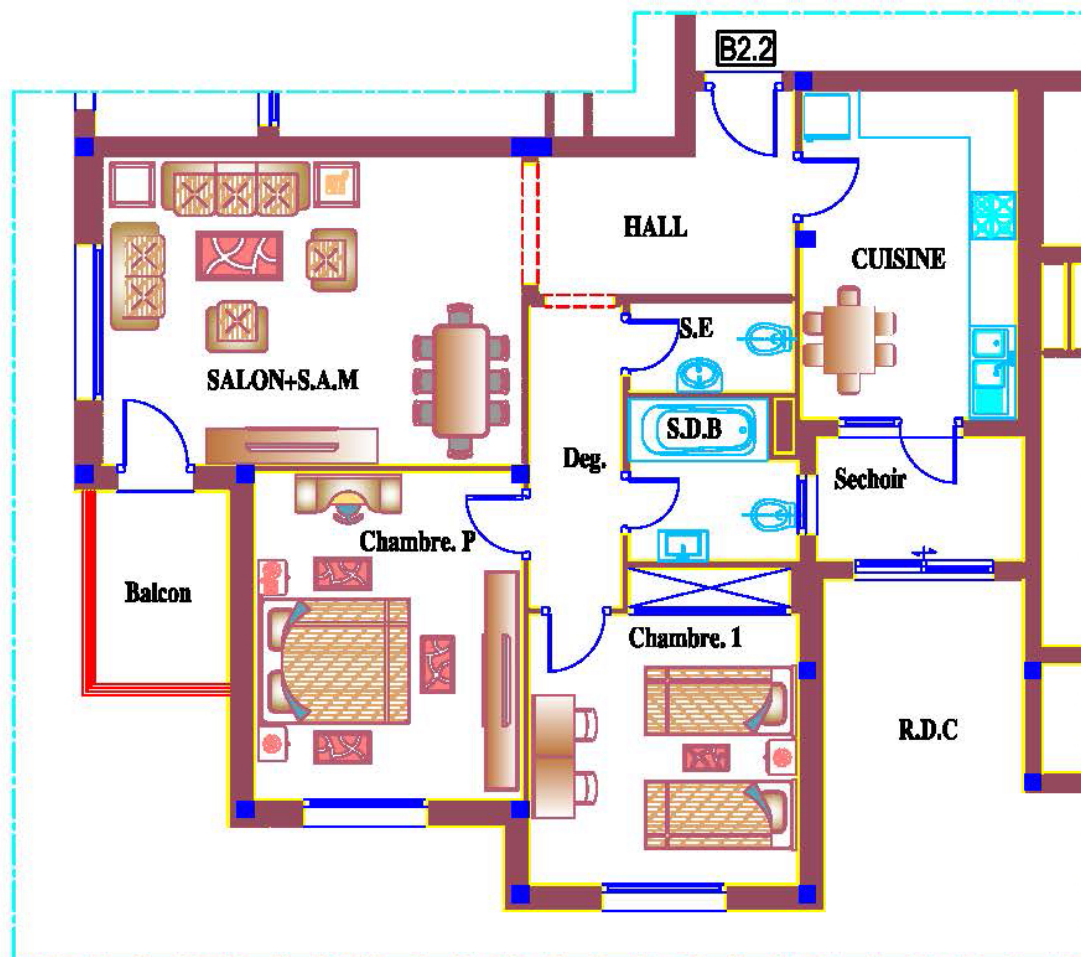 B2.2
HALL
CUISINE
S.E
SALON+S.A.M
S.D.B
Deg.
Sechoir
Chambre. P
Balcon
Chambre. 1
R.D.C